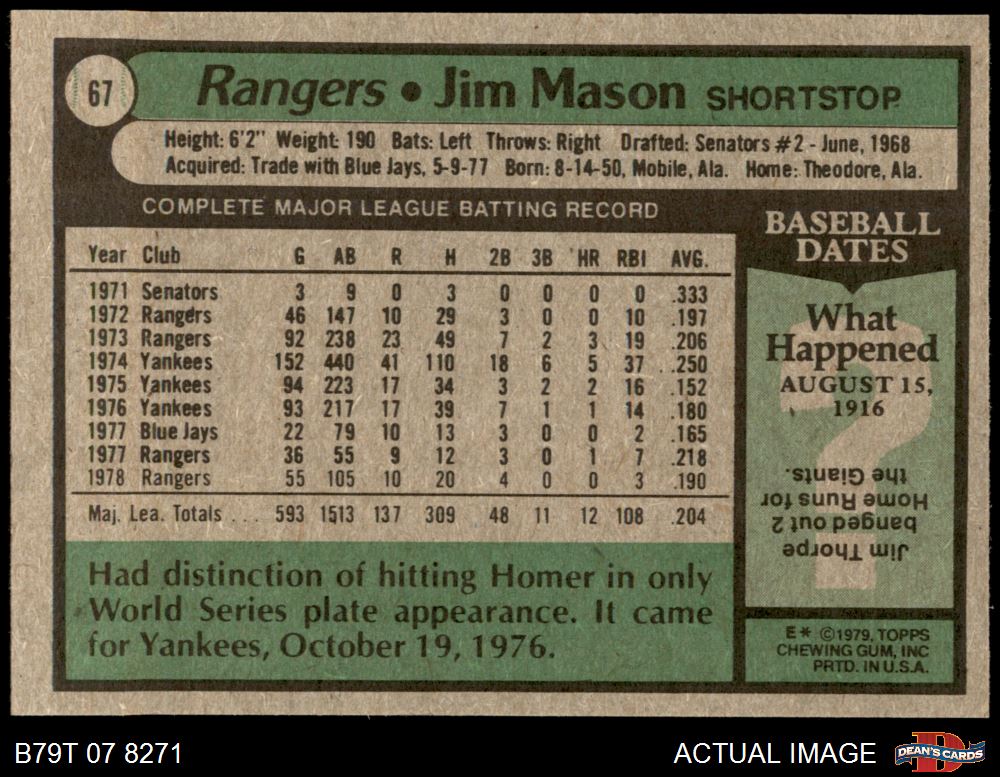 67
Rangers • Jim Mason SHORTSTOP
Height: 6'2" Weight: 190 Bats: Left Throws: Right Drafted: Senators #2 - June, 1968
Acquired: Trade with Blue Jays, 5-9-77 Born: 8-14-50, Mobile, Ala. Home: Theodore, Ala.
COMPLETE MAJOR LEAGUE BATTING RECORD
Year Club G AB R H 2B 3B HR RBI AVG.
1971 Senators 3 9 0 3 0 0 0 0 .333
1972 Rangers 46 147 10 29 3 0 0 10 .197
1973 Rangers 92 238 23 49 7 2 3 19 .206
1974 Yankees 152 440 41 110 18 6 5 37 .250
1975 Yankees 94 223 17 34 3 2 2 16 .152
1976 Yankees 93 217 17 39 7 1 1 14 .180
1977 Blue Jays 22 79 10 13 3 0 0 2 .165
1977 Rangers 36 55 9 12 3 0 1 7 .218
1978 Rangers 55 105 10 20 4 0 0 3 .190
Maj. Lea. Totals ... 593 1513 137 309 48 11 12 108 .204
Had distinction of hitting Homer in only
World Series plate appearance. It came
for Yankees, October 19, 1976.
BASEBALL
DATES
What
Happened
AUGUST 15,
1916
?
Jim Thorpe
banged out 2
Home Runs for
the Giants.
E* ©1979, TOPPS
CHEWING GUM, INC
PRTD. IN U.S.A.
B79T 07 8271
ACTUAL IMAGE
D
DEAN'S CARDS